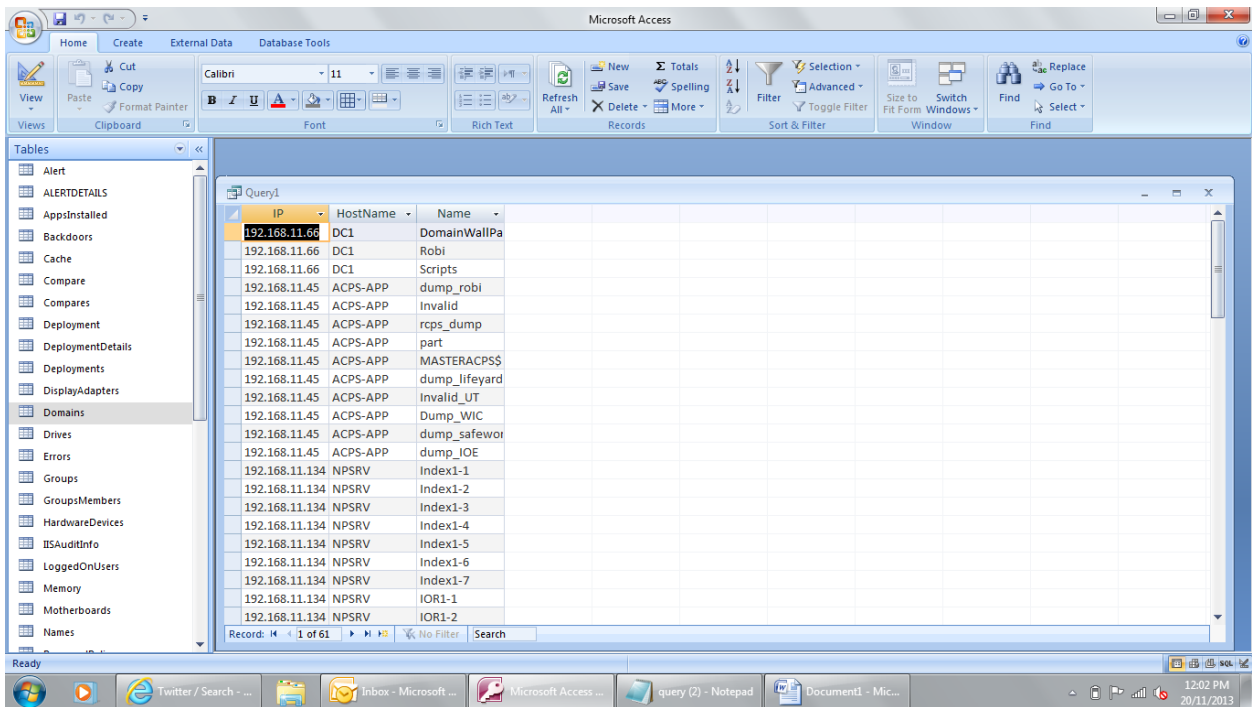 Microsoft Access
Home Create External Data Database Tools
View
Views
Paste
Cut
Copy
Format Painter
Clipboard
Calibri 11
B I U A
Font
Rich Text
Refresh All
New
Save
Delete
Totals
Spelling
More
Records
Filter
Selection
Advanced
Toggle Filter
Sort & Filter
Size to Fit Form
Switch Windows
Window
Find
Replace
Go To
Select
Find
Tables
Alert
ALERTDETAILS
AppsInstalled
Backdoors
Cache
Compare
Compares
Deployment
DeploymentDetails
Deployments
DisplayAdapters
Domains
Drives
Errors
Groups
GroupsMembers
HardwareDevices
IISAuditInfo
LoggedOnUsers
Memory
Motherboards
Names
Query1
IP HostName Name
192.168.11.66 DC1 DomainWallPa
192.168.11.66 DC1 Robi
192.168.11.66 DC1 Scripts
192.168.11.45 ACPS-APP dump_robi
192.168.11.45 ACPS-APP Invalid
192.168.11.45 ACPS-APP rcps_dump
192.168.11.45 ACPS-APP part
192.168.11.45 ACPS-APP MASTERACPS$
192.168.11.45 ACPS-APP dump_lifeyard
192.168.11.45 ACPS-APP Invalid_UT
192.168.11.45 ACPS-APP Dump_WIC
192.168.11.45 ACPS-APP dump_safewor
192.168.11.45 ACPS-APP dump_IOE
192.168.11.134 NPSRV Index1-1
192.168.11.134 NPSRV Index1-2
192.168.11.134 NPSRV Index1-3
192.168.11.134 NPSRV Index1-4
192.168.11.134 NPSRV Index1-5
192.168.11.134 NPSRV Index1-6
192.168.11.134 NPSRV Index1-7
192.168.11.134 NPSRV IOR1-1
192.168.11.134 NPSRV IOR1-2
Record: 1 of 61 No Filter Search
Ready
SQL
Twitter / Search - ...
Inbox - Microsoft ...
Microsoft Access ...
query (2) - Notepad
Document1 - Mic...
12:02 PM
20/11/2013